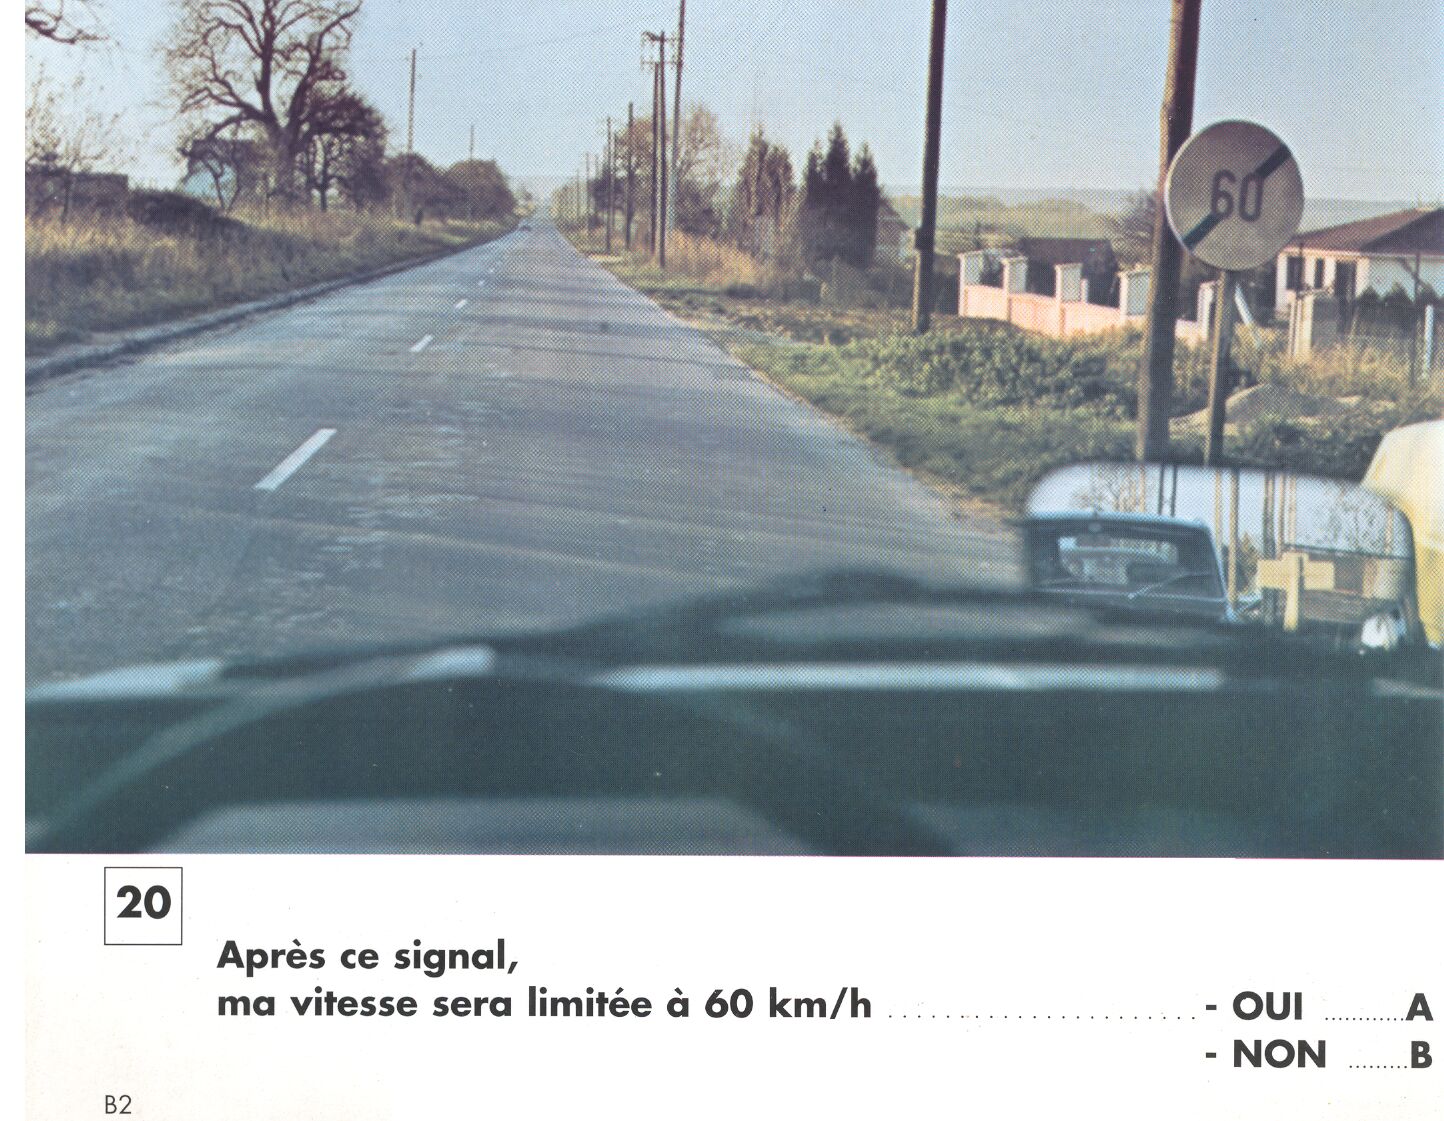 60
20
Après ce signal,
ma vitesse sera limitée à 60 km/h ........................ - OUI ............A
- NON .........B
B2